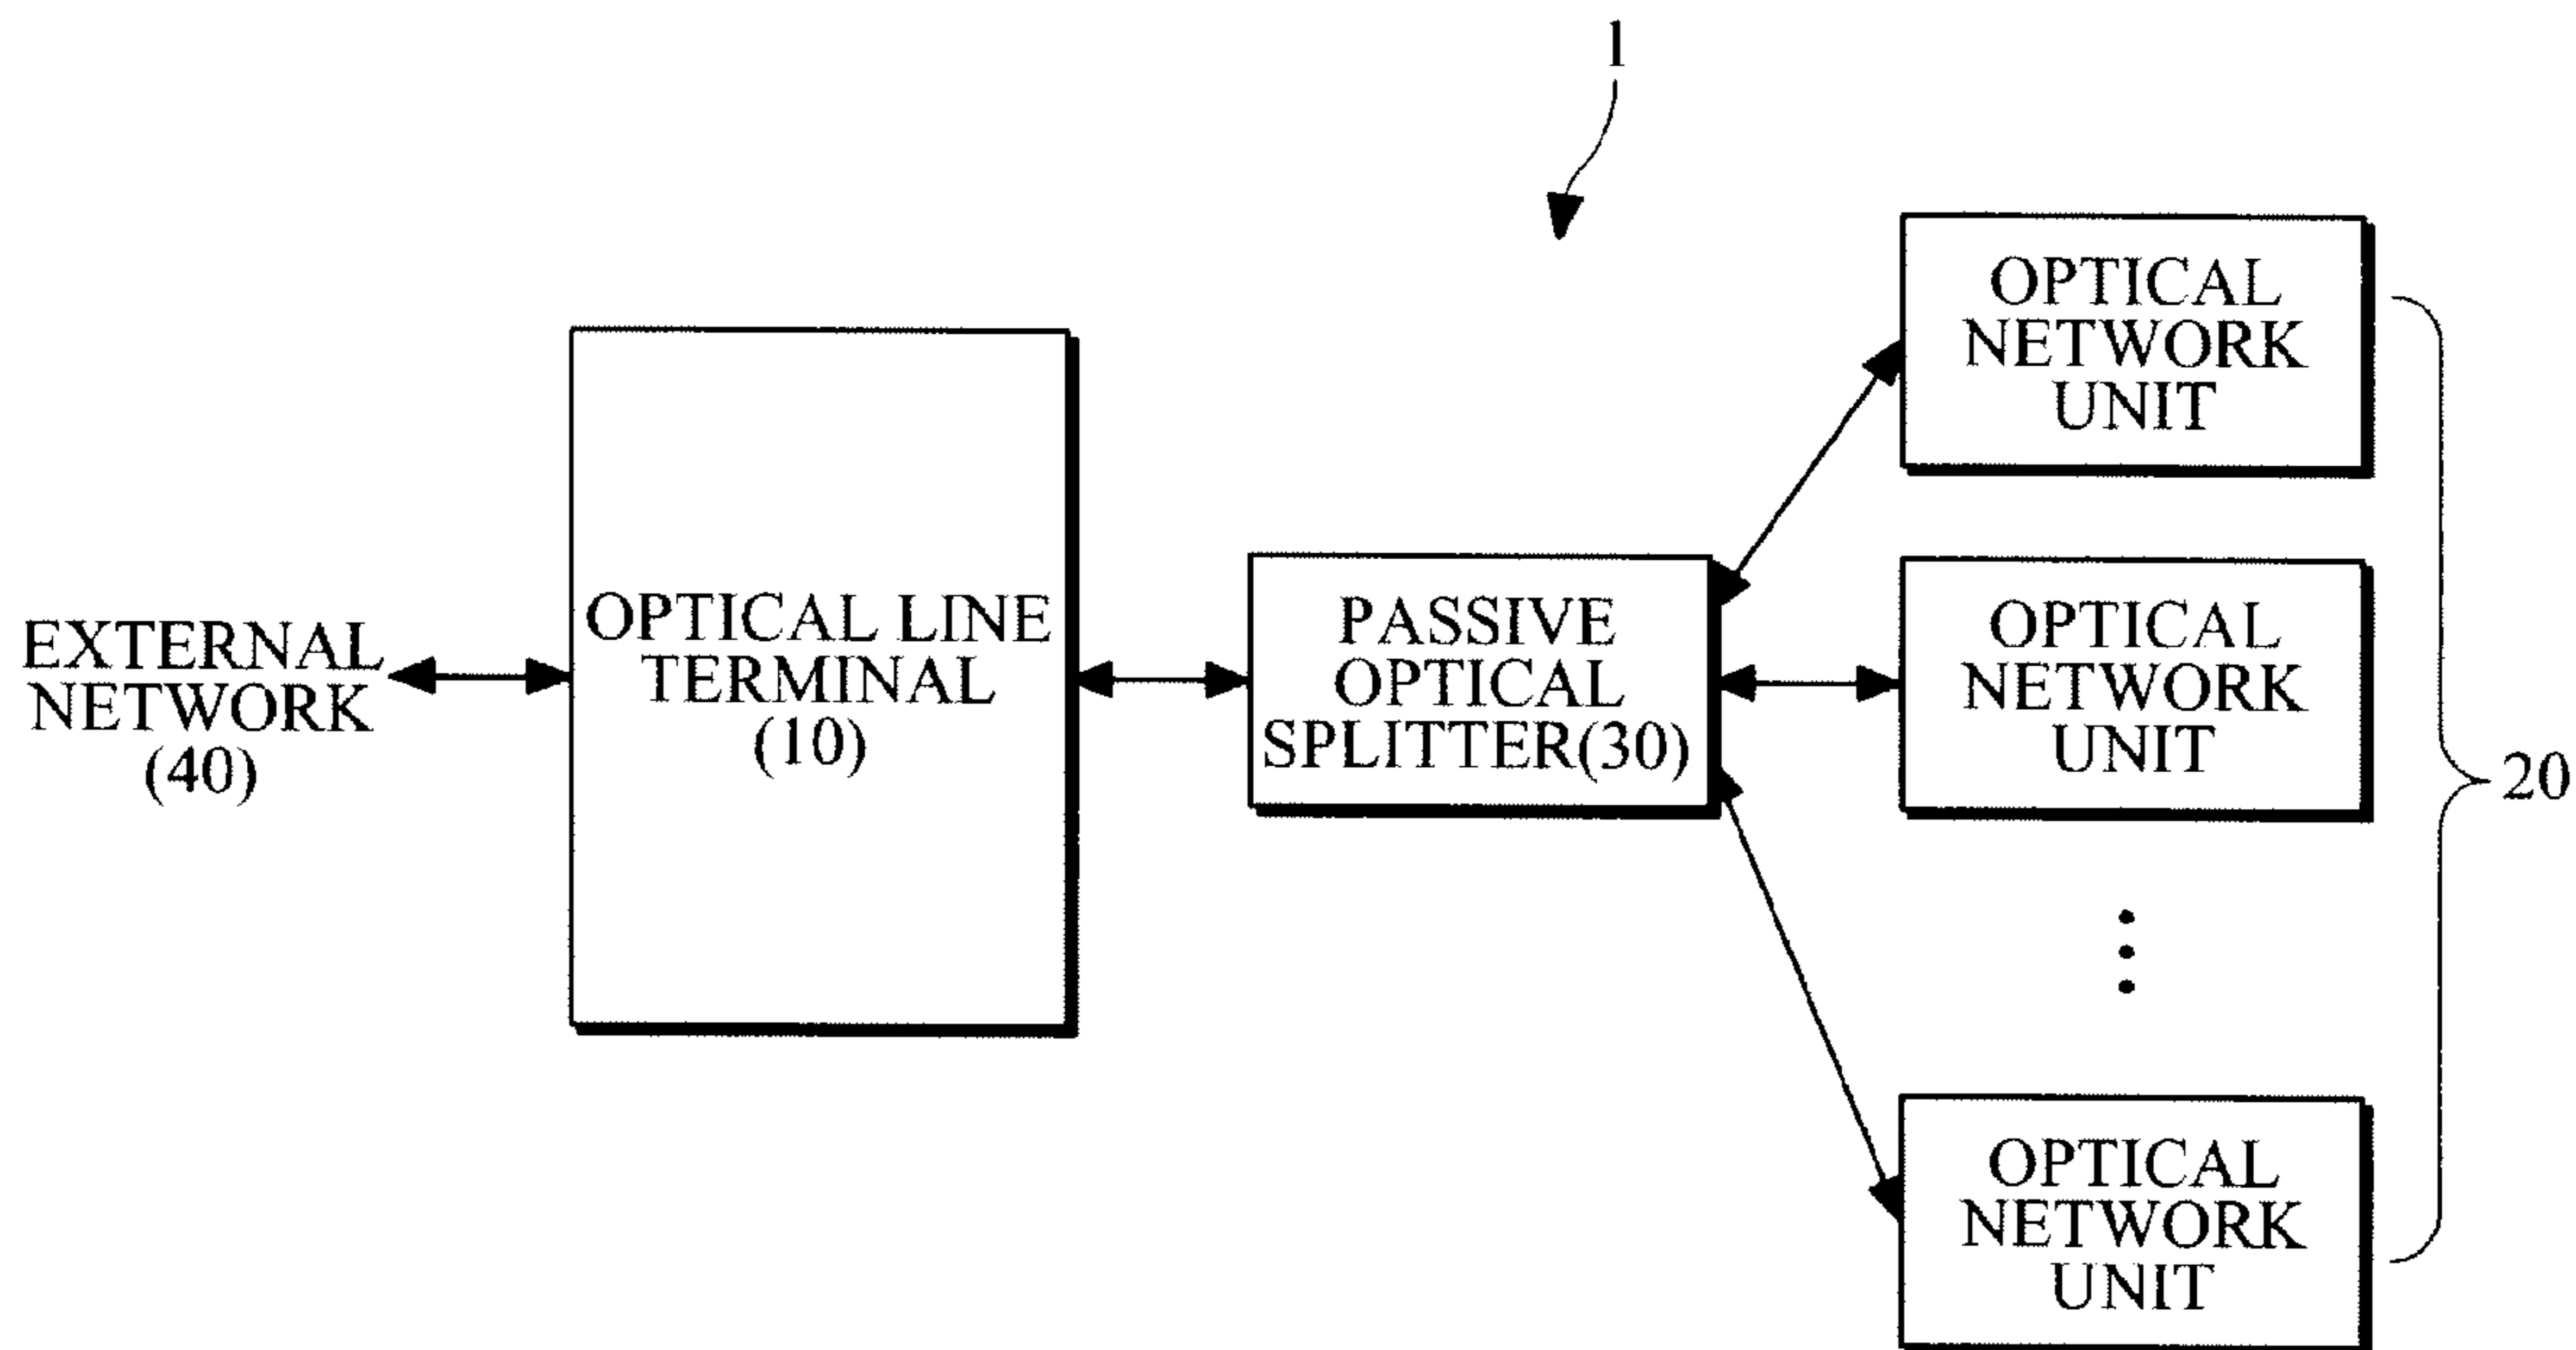 1
EXTERNAL
NETWORK
(40)
OPTICAL LINE
TERMINAL
(10)
PASSIVE
OPTICAL
SPLITTER(30)
OPTICAL
NETWORK
UNIT
OPTICAL
NETWORK
UNIT
OPTICAL
NETWORK
UNIT
20